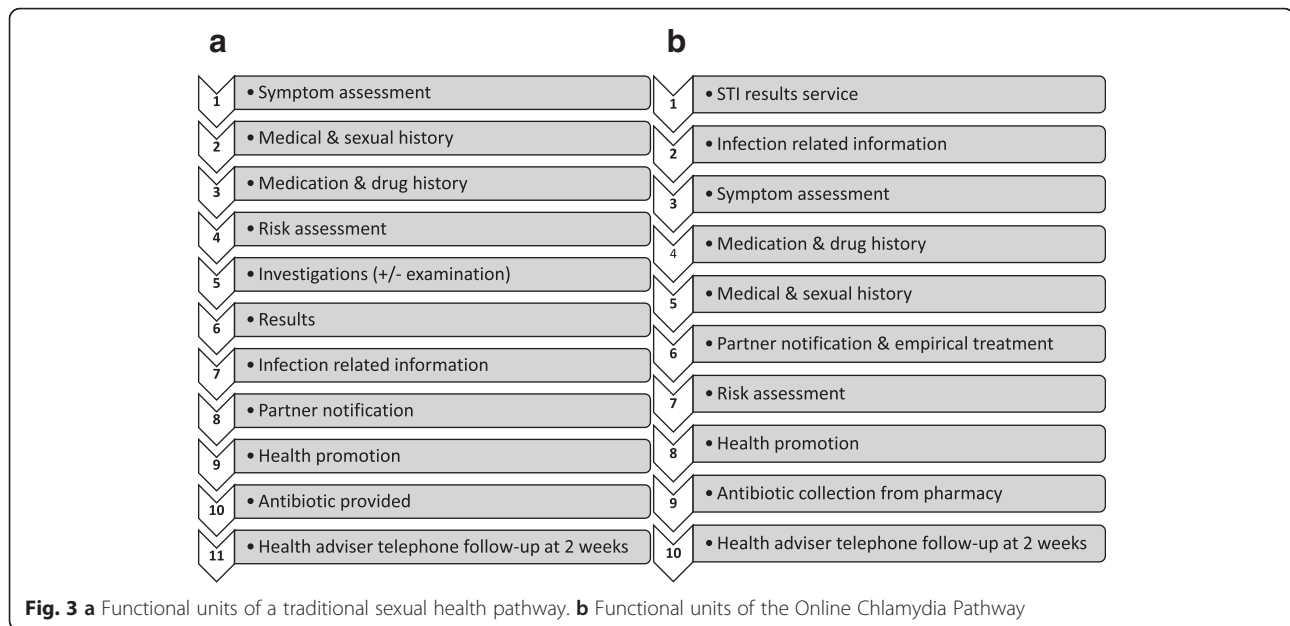 a
1 • Symptom assessment
2 • Medical & sexual history
3 • Medication & drug history
4 • Risk assessment
5 • Investigations (+/- examination)
6 • Results
7 • Infection related information
8 • Partner notification
9 • Health promotion
10 • Antibiotic provided
11 • Health adviser telephone follow-up at 2 weeks
b
1 • STI results service
2 • Infection related information
3 • Symptom assessment
4 • Medication & drug history
5 • Medical & sexual history
6 • Partner notification & empirical treatment
7 • Risk assessment
8 • Health promotion
9 • Antibiotic collection from pharmacy
10 • Health adviser telephone follow-up at 2 weeks
Fig. 3 a Functional units of a traditional sexual health pathway. b Functional units of the Online Chlamydia Pathway